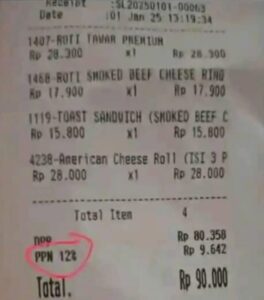 Receipt :SL20250101-00063
Date :01 Jan 25 13:19:34
1407-ROTI TAWAR PREMIUM
Rp 28.300 x1 Rp 28.300
1468-ROTI SMOKED BEEF CHEESE RING
Rp 17.900 x1 Rp 17.900
1119-TOAST SANDWICH (SMOKED BEEF C
Rp 15.800 x1 Rp 15.800
4238-American Cheese Roll (ISI 3 P
Rp 28.000 x1 Rp 28.000
Total Item 4
DPP Rp 80.358
PPN 12% Rp 9.642
Total. Rp 90.000